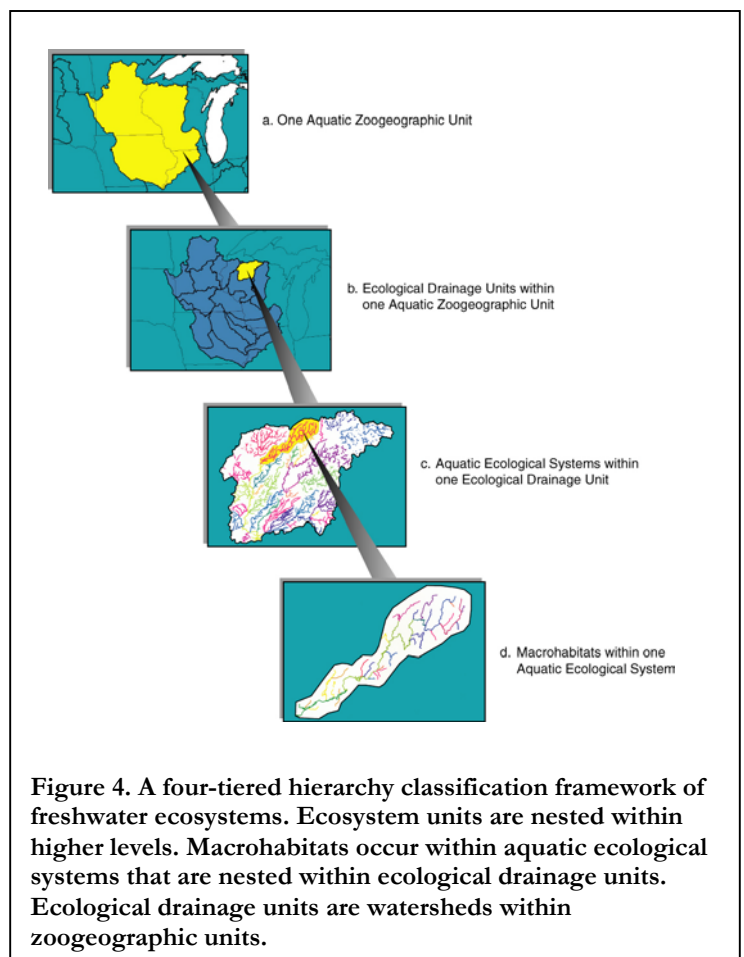 a. One Aquatic Zoogeographic Unit
b. Ecological Drainage Units within
one Aquatic Zoogeographic Unit
c. Aquatic Ecological Systems within
one Ecological Drainage Unit
d. Macrohabitats within one
Aquatic Ecological System
Figure 4. A four-tiered hierarchy classification framework of
freshwater ecosystems. Ecosystem units are nested within
higher levels. Macrohabitats occur within aquatic ecological
systems that are nested within ecological drainage units.
Ecological drainage units are watersheds within
zoogeographic units.